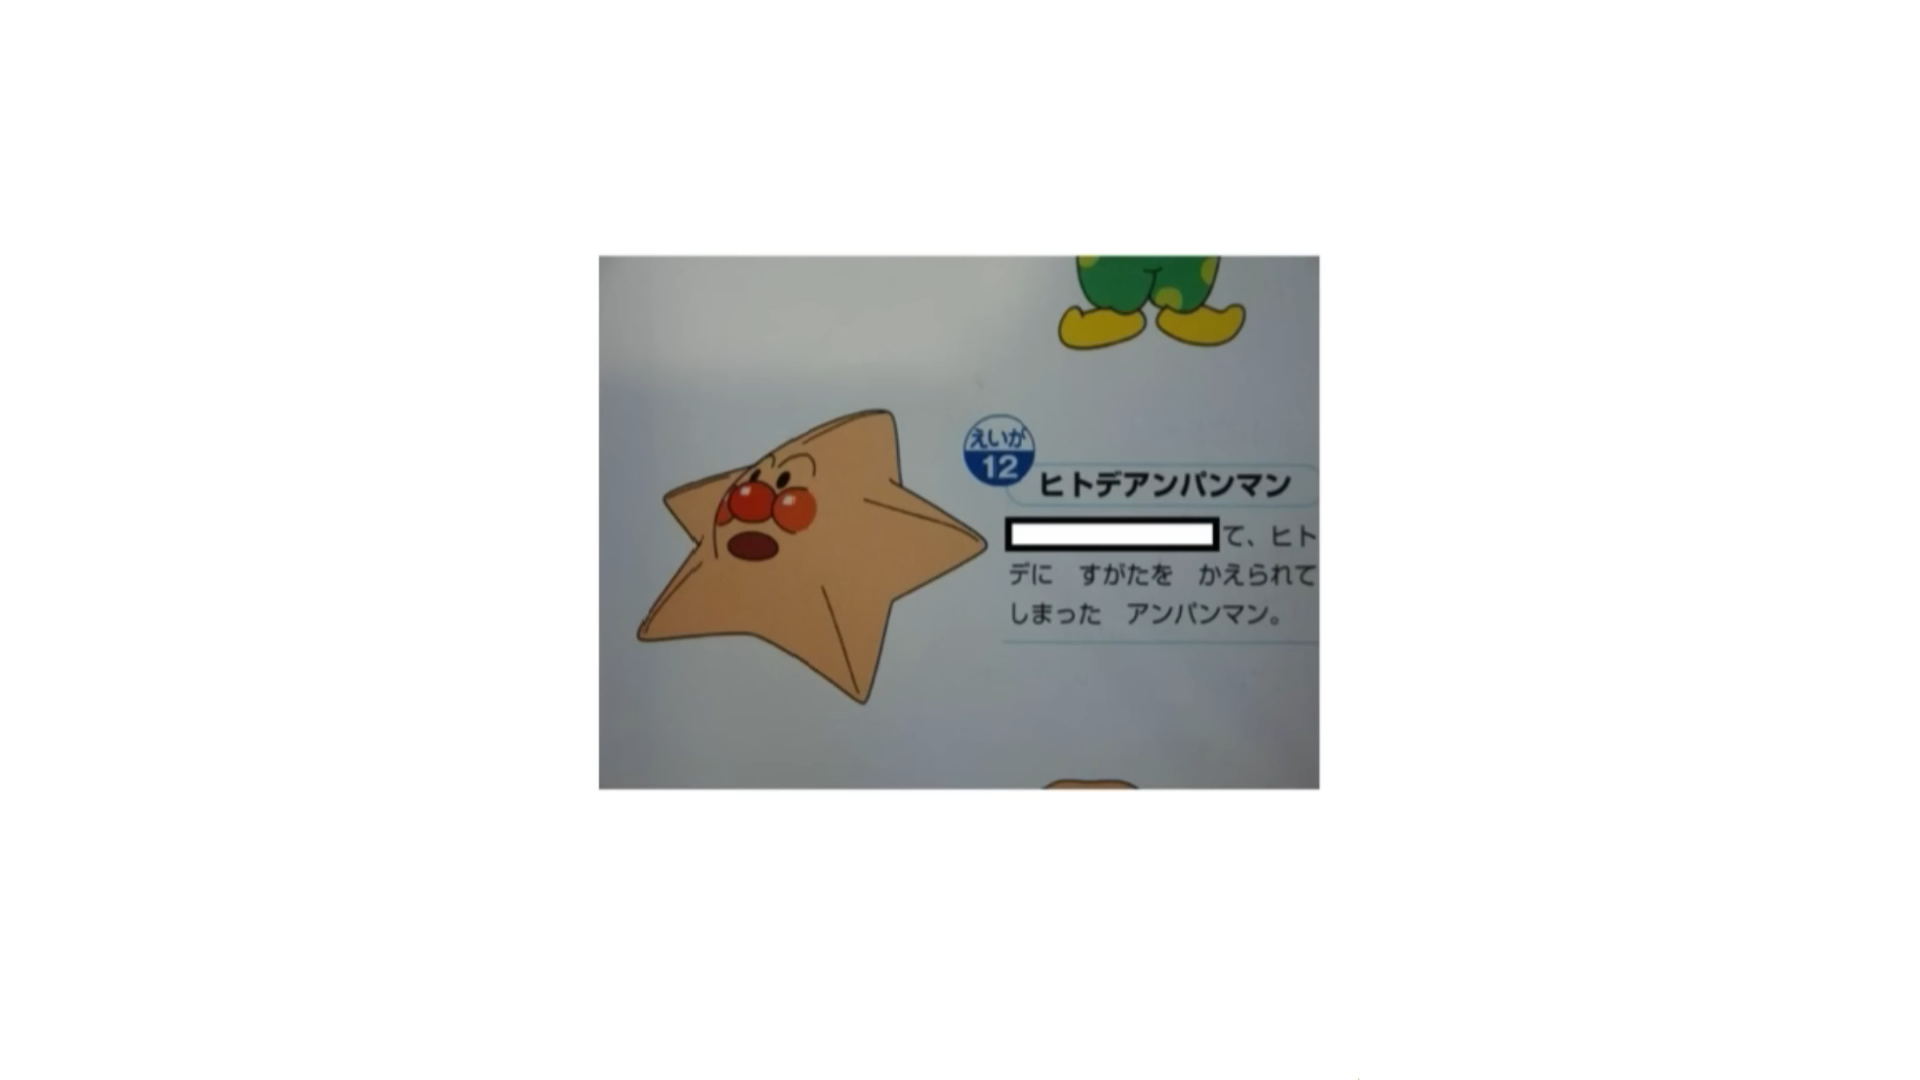 えいが
12
ヒトデアンパンマン
て、ヒト
デに すがたを かえられて
しまった アンパンマン。